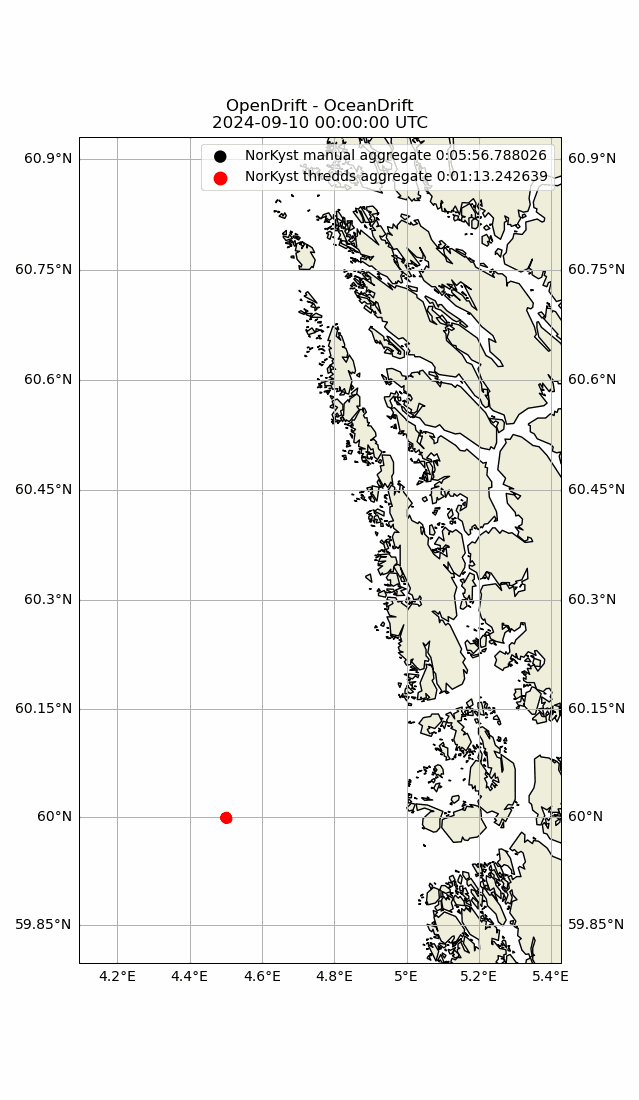 OpenDrift - OceanDrift
2024-09-10 00:00:00 UTC
NorKyst manual aggregate 0:05:56.788026
NorKyst thredds aggregate 0:01:13.242639
60.9°N 60.9°N
60.75°N 60.75°N
60.6°N 60.6°N
60.45°N 60.45°N
60.3°N 60.3°N
60.15°N 60.15°N
60°N 60°N
59.85°N 59.85°N
4.2°E 4.4°E 4.6°E 4.8°E 5°E 5.2°E 5.4°E